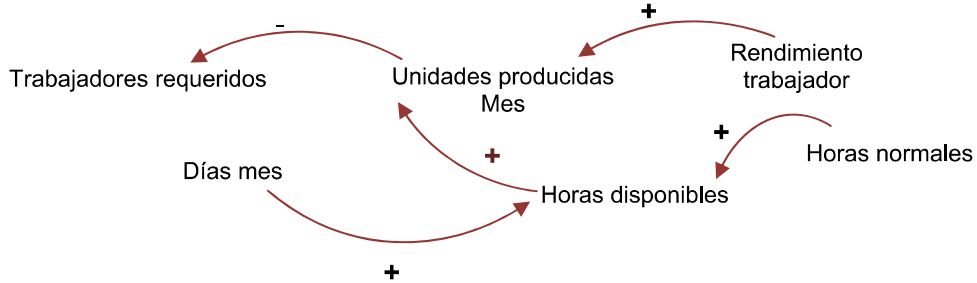 -
+
Rendimiento
trabajador
Trabajadores requeridos
Unidades producidas
Mes
+
Horas normales
+
Días mes
Horas disponibles
+